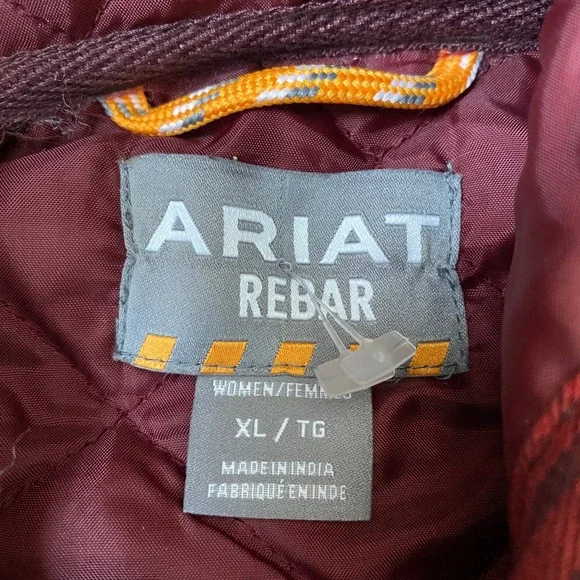 ARIAT
REBAR
WOMEN/FEMMES
XL / TG
MADE IN INDIA
FABRIQUÉ EN INDE